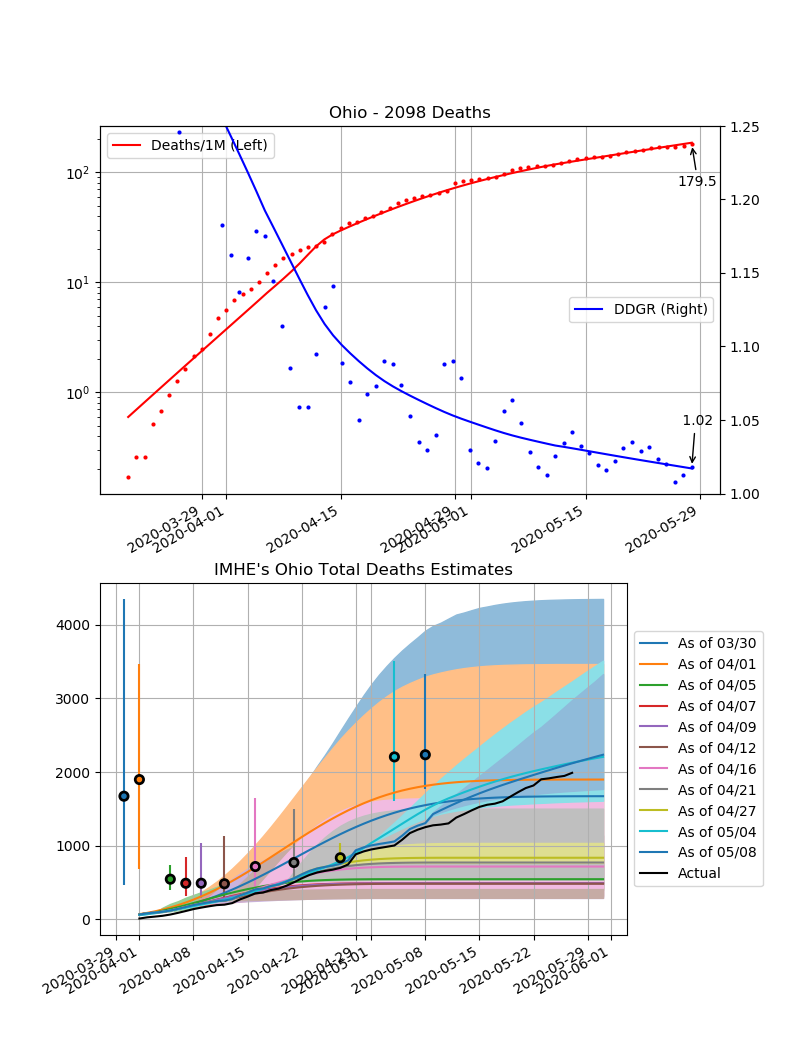 Ohio - 2098 Deaths
Deaths/1M (Left)
DDGR (Right)
10²
10¹
10⁰
1.25
1.20
1.15
1.10
1.05
1.00
179.5
1.02
2020-03-29
2020-04-01
2020-04-15
2020-04-29
2020-05-01
2020-05-15
2020-05-29
IMHE's Ohio Total Deaths Estimates
4000
3000
2000
1000
0
As of 03/30
As of 04/01
As of 04/05
As of 04/07
As of 04/09
As of 04/12
As of 04/16
As of 04/21
As of 04/27
As of 05/04
As of 05/08
Actual
2020-03-29
2020-04-01
2020-04-08
2020-04-15
2020-04-22
2020-04-29
2020-05-01
2020-05-08
2020-05-15
2020-05-22
2020-05-29
2020-06-01